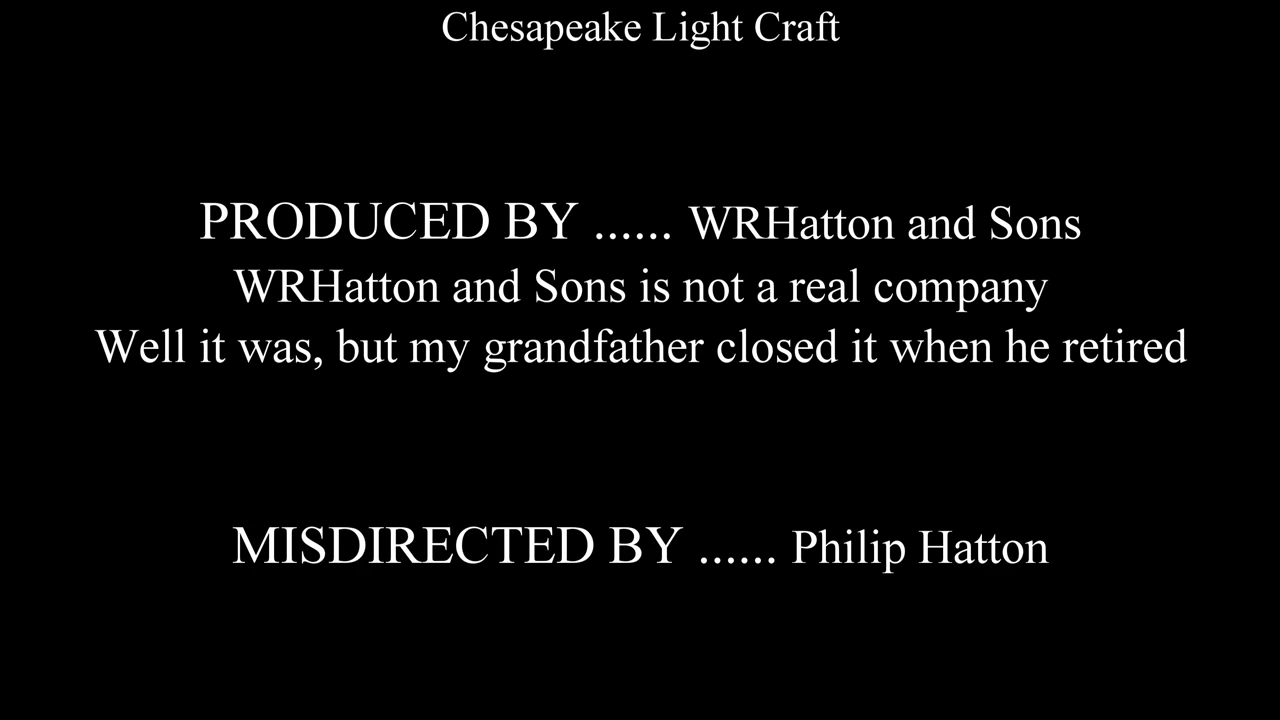 Chesapeake Light Craft
PRODUCED BY ...... WRHatton and Sons
WRHatton and Sons is not a real company
Well it was, but my grandfather closed it when he retired
MISDIRECTED BY ...... Philip Hatton